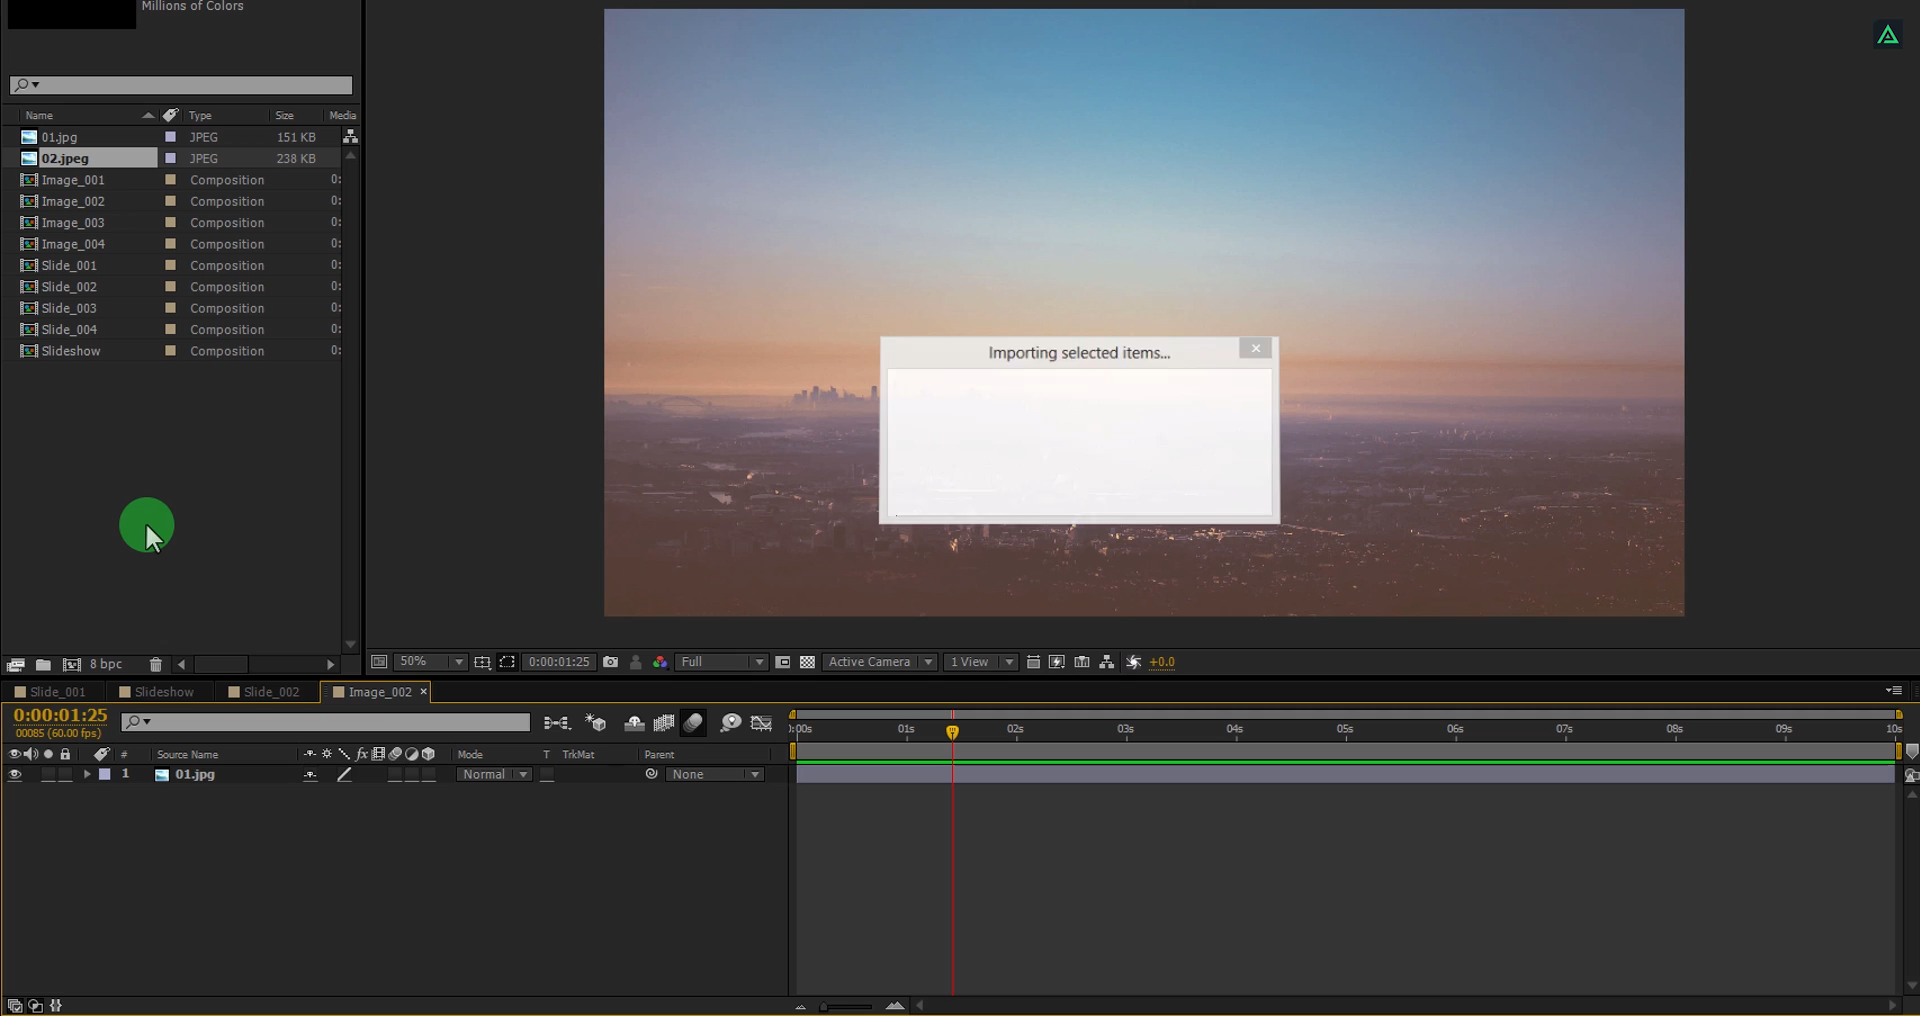 Millions of Colors
Name Type Size Media
01.jpg JPEG 151 KB
02.jpeg JPEG 238 KB
Image_001 Composition 0:
Image_002 Composition 0:
Image_003 Composition 0:
Image_004 Composition 0:
Slide_001 Composition 0:
Slide_002 Composition 0:
Slide_003 Composition 0:
Slide_004 Composition 0:
Slideshow Composition 0:
Importing selected items...
8 bpc
50% 0:00:01:25 Full Active Camera 1 View +0.0
Slide_001 Slideshow Slide_002 Image_002
0:00:01:25
00085 (60.00 fps)
):00s 01s 02s 03s 04s 05s 06s 07s 08s 09s 10s
# Source Name fx Mode T TrkMat Parent
1 01.jpg Normal None